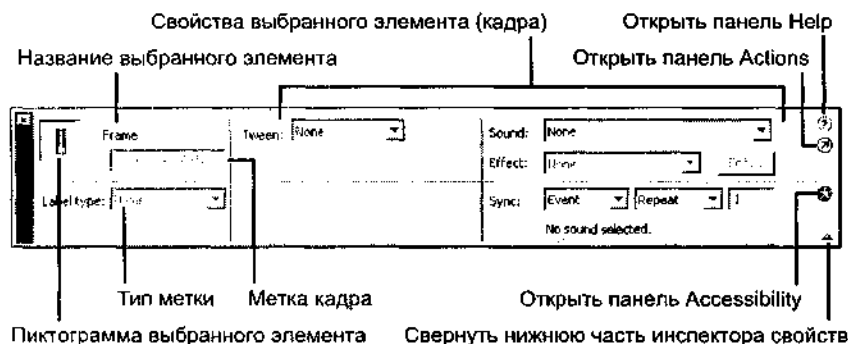 Свойства выбранного элемента (кадра)
Открыть панель Help
Название выбранного элемента
Открыть панель Actions
Frame
Tween: None
Sound: None
Effect: None
Label type:
Sync: Event Repeat 1
No sound selected.
Тип метки
Метка кадра
Открыть панель Accessibility
Пиктограмма выбранного элемента
Свернуть нижнюю часть инспектора свойств